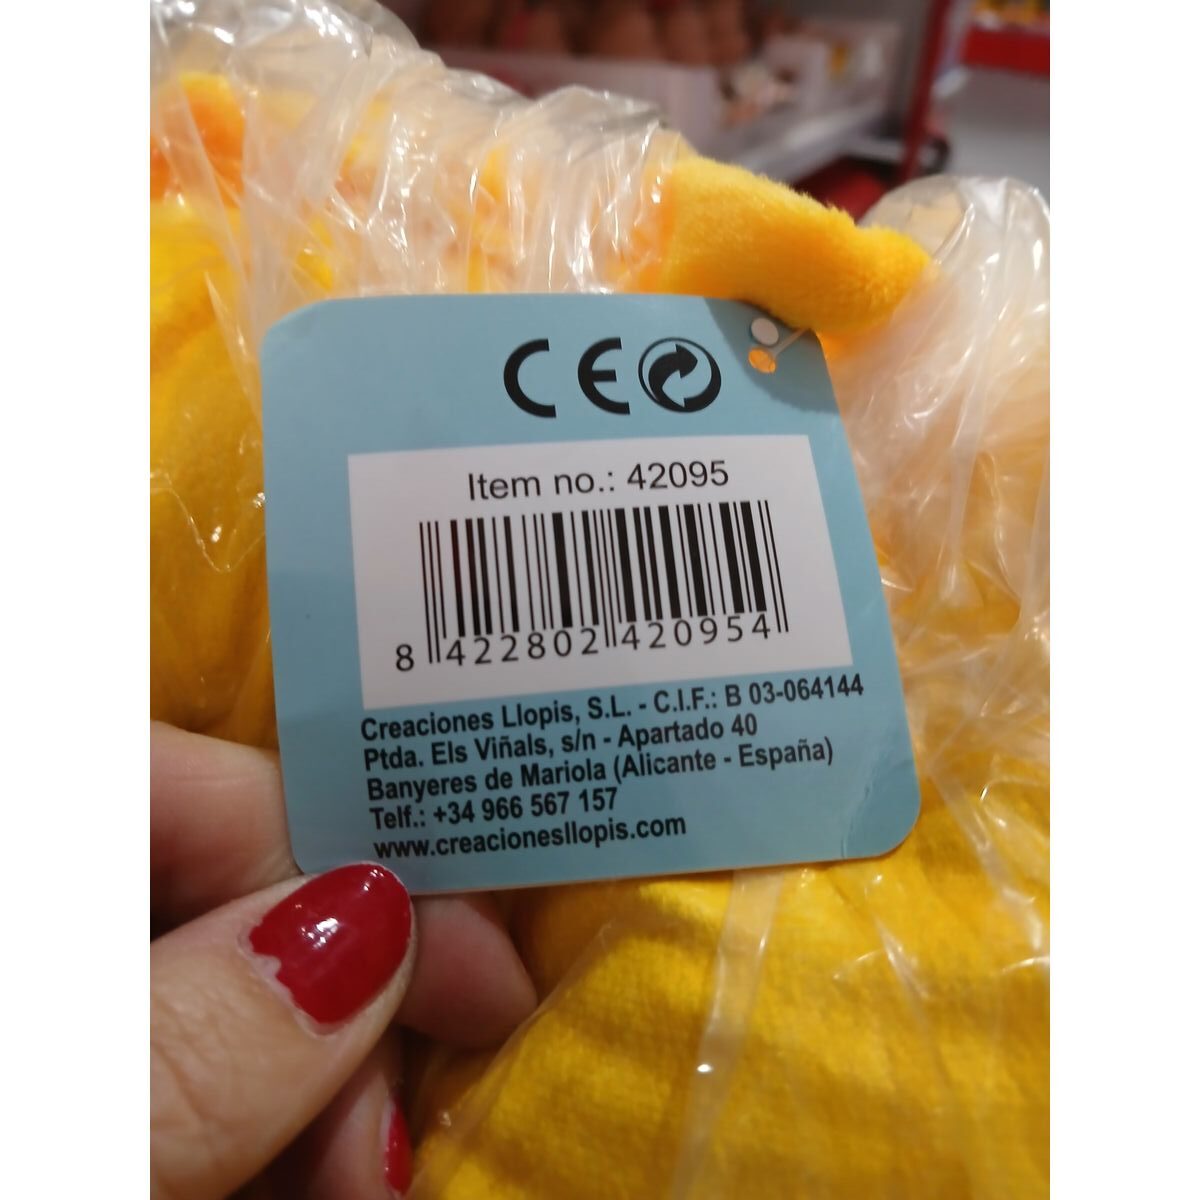 CE
Item no.: 42095
8 422802 420954
Creaciones Llopis, S.L. - C.I.F.: B 03-064144
Ptda. Els Viñals, s/n - Apartado 40
Banyeres de Mariola (Alicante - España)
Telf.: +34 966 567 157
www.creacionesllopis.com